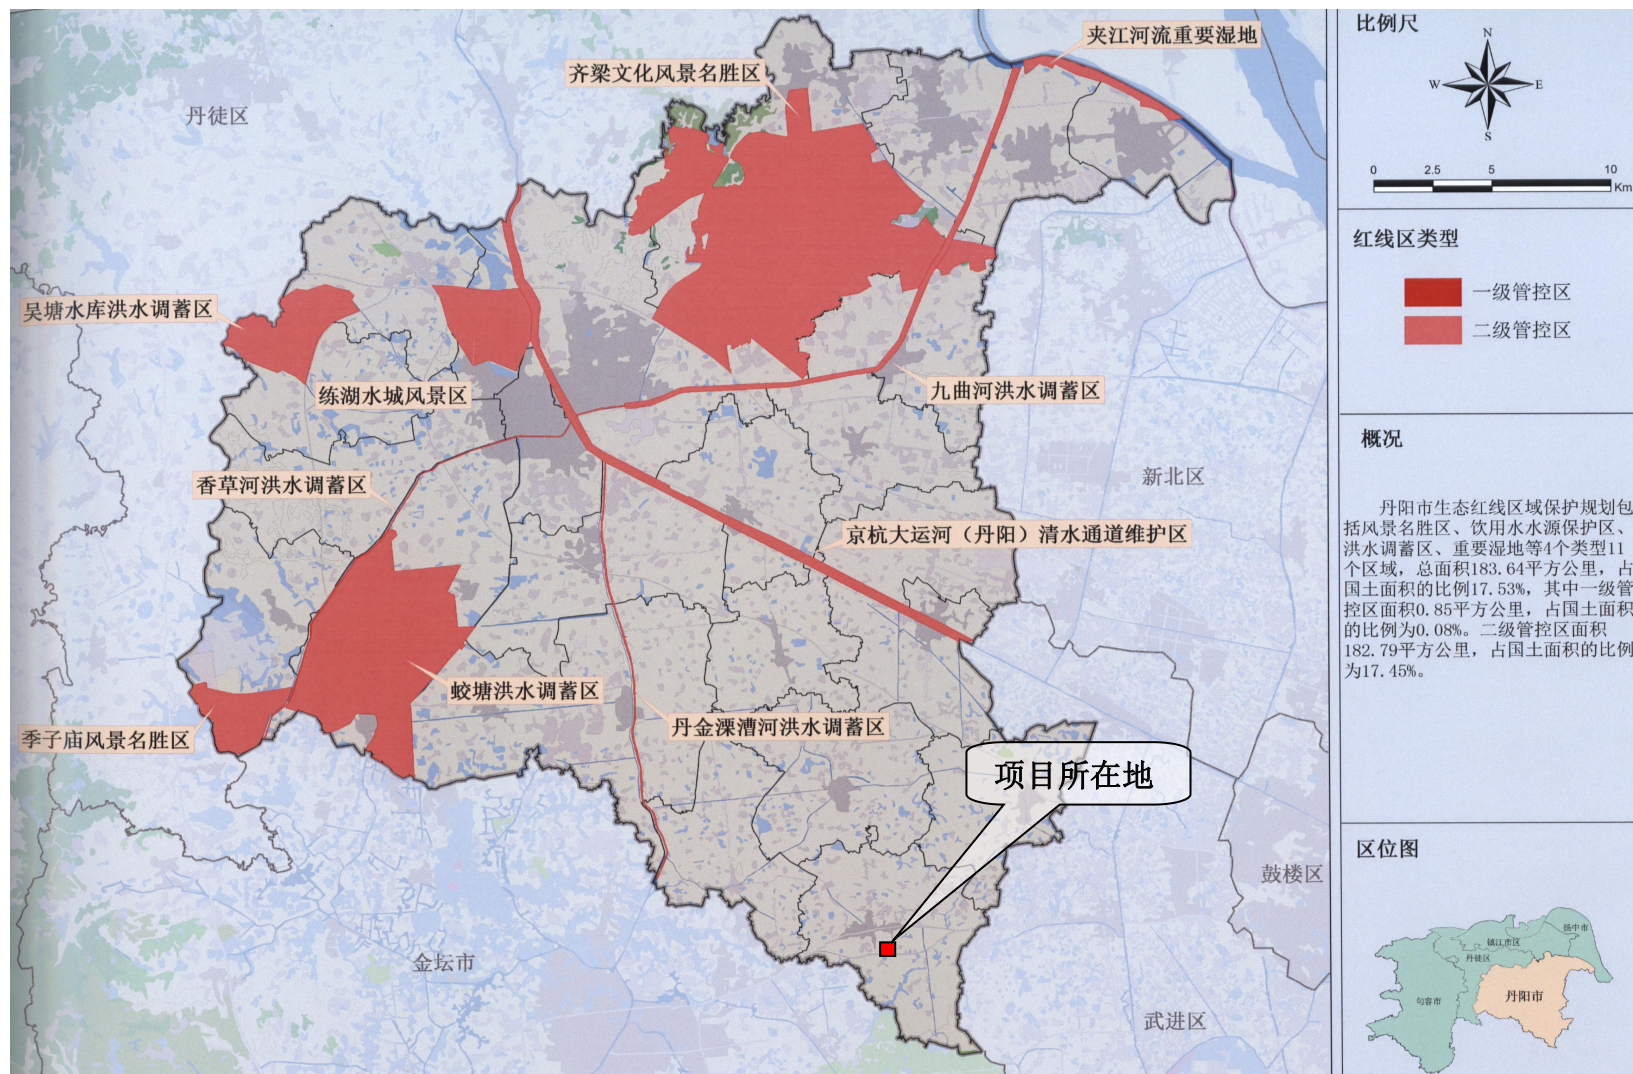 夹江河流重要湿地
齐梁文化风景名胜区
丹徒区
吴塘水库洪水调蓄区
练湖水城风景区
九曲河洪水调蓄区
新北区
香草河洪水调蓄区
京杭大运河（丹阳）清水通道维护区
蛟塘洪水调蓄区
丹金溧漕河洪水调蓄区
季子庙风景名胜区
项目所在地
鼓楼区
金坛市
武进区
比例尺
N
W
E
S
0 2.5 5 10
Km
红线区类型
一级管控区
二级管控区
概况
丹阳市生态红线区域保护规划包
括风景名胜区、饮用水水源保护区、
洪水调蓄区、重要湿地等4个类型11
个区域，总面积183.64平方公里，占
国土面积的比例17.53%，其中一级管
控区面积0.85平方公里，占国土面积
的比例为0.08%。二级管控区面积
182.79平方公里，占国土面积的比例
为17.45%。
区位图
扬中市
镇江市区
丹徒区
句容市
丹阳市